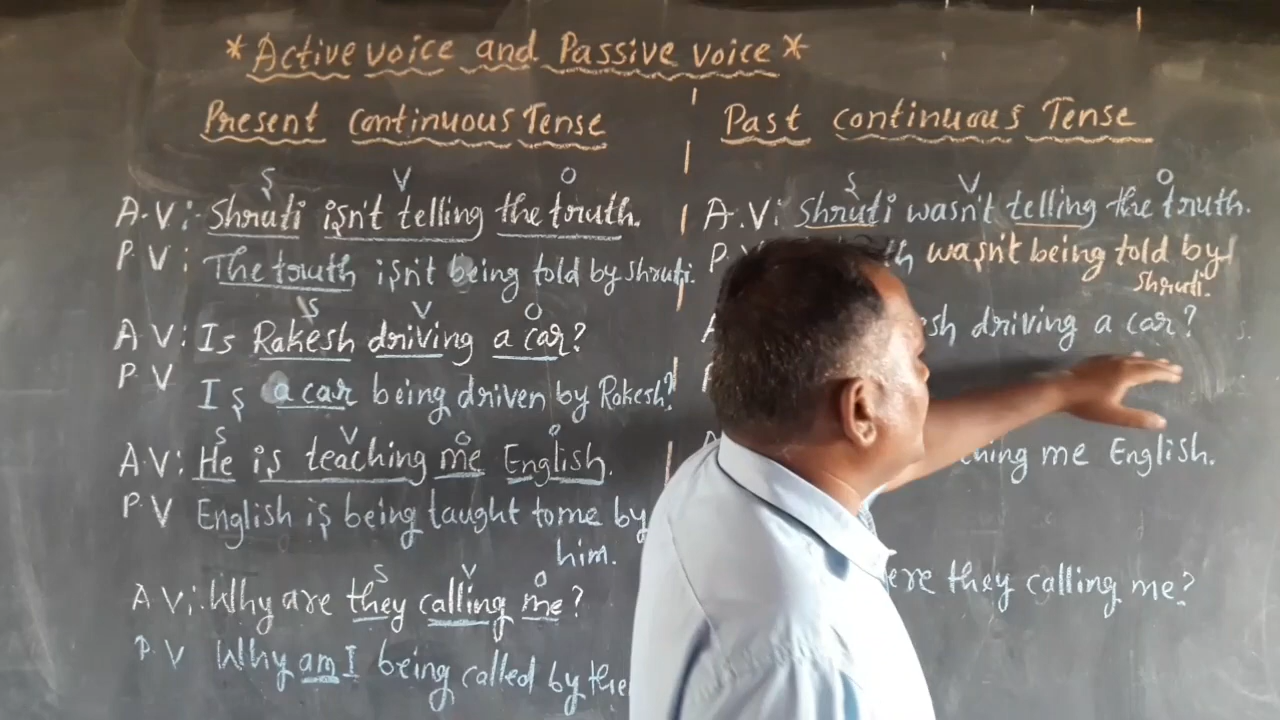 *Active voice and Passive voice*
Present continuous Tense
S V O
A.V:- Shruti isn't telling the truth.
P V: The truth isn't being told by shruti.
S V O
A V: Is Rakesh driving a car?
P V Is a car being driven by Rakesh?
S V O O
A.V: He is teaching me English.
P V English is being taught to me by
him.
S V O
A V:- Why are they calling me?
P. V Why am I being called by
Past continuous Tense
S V O
A.V: Shruti wasn't telling the truth.
wasn't being told by
Shruti.
driving a car?
me English.
they calling me?